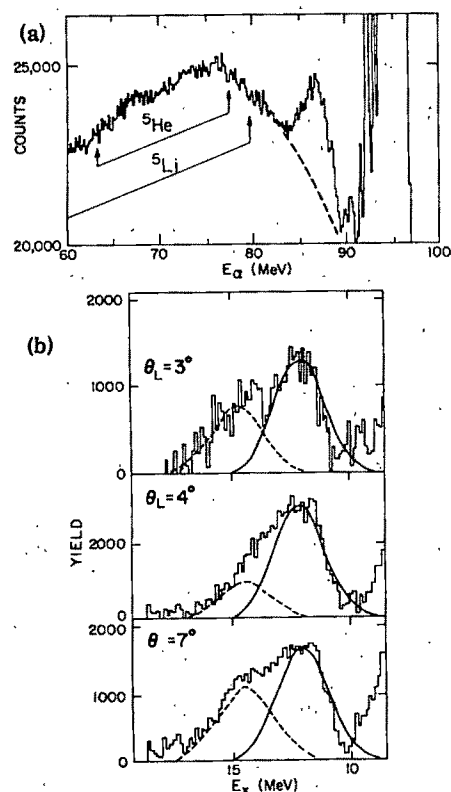 (a)
25,000
COUNTS
⁵He
⁵Li
20,000
60 70 80 90 100
Eα (MeV)
(b)
2000
θL = 3°
1000
0
θL = 4°
2000
YIELD
0
2000
θ = 7°
1000
0
15 10
Ex (MeV)